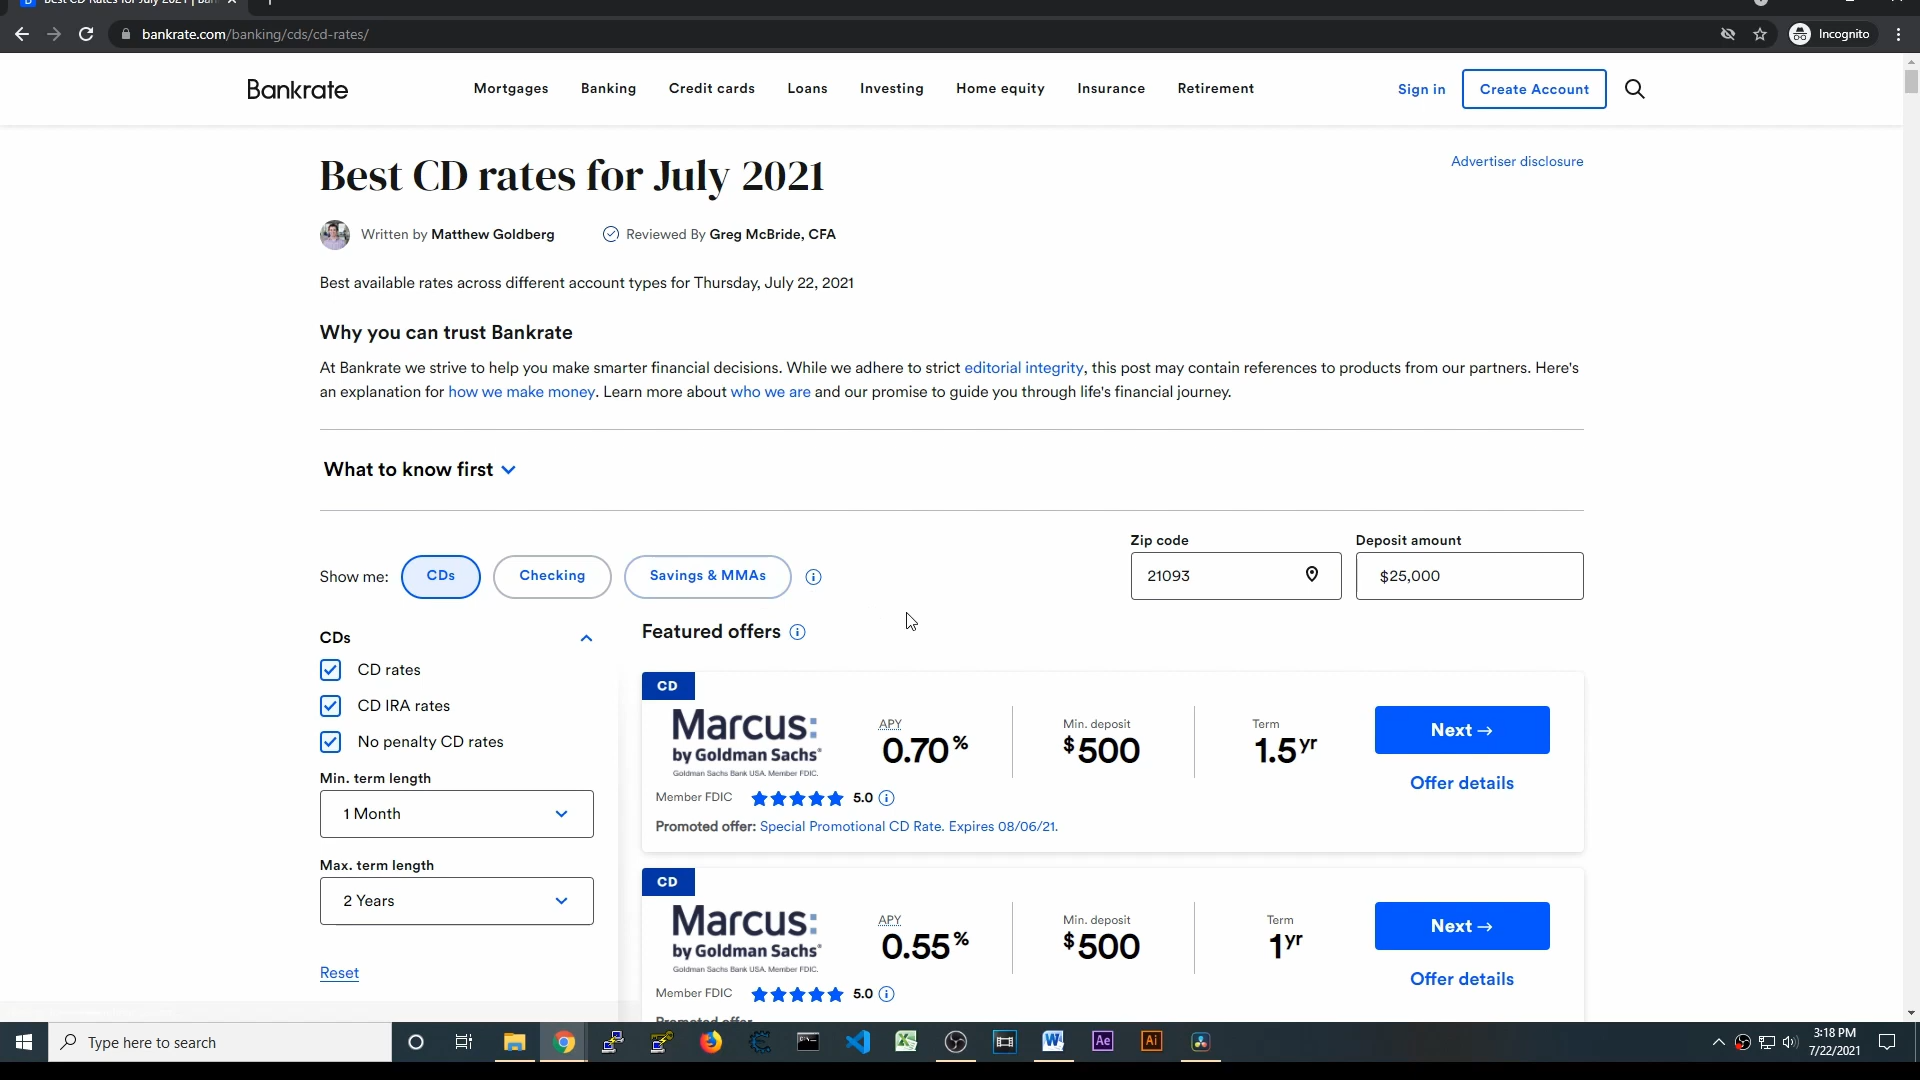 Best CD Rates for July 2021 | Ban
bankrate.com/banking/cds/cd-rates/
Incognito
Bankrate
Mortgages Banking Credit cards Loans Investing Home equity Insurance Retirement
Sign in Create Account
Best CD rates for July 2021
Advertiser disclosure
Written by Matthew Goldberg Reviewed By Greg McBride, CFA
Best available rates across different account types for Thursday, July 22, 2021
Why you can trust Bankrate
At Bankrate we strive to help you make smarter financial decisions. While we adhere to strict editorial integrity, this post may contain references to products from our partners. Here's
an explanation for how we make money. Learn more about who we are and our promise to guide you through life's financial journey.
What to know first
Show me: CDs Checking Savings & MMAs
Zip code
21093
Deposit amount
$25,000
CDs
CD rates
CD IRA rates
No penalty CD rates
Min. term length
1 Month
Max. term length
2 Years
Reset
Featured offers
CD
Marcus:
by Goldman Sachs®
Goldman Sachs Bank USA. Member FDIC.
APY
0.70%
Min. deposit
$500
Term
1.5yr
Next →
Offer details
Member FDIC 5.0
Promoted offer: Special Promotional CD Rate. Expires 08/06/21.
CD
Marcus:
by Goldman Sachs®
Goldman Sachs Bank USA. Member FDIC.
APY
0.55%
Min. deposit
$500
Term
1yr
Next →
Offer details
Member FDIC 5.0
Promoted offer
Type here to search
Ae
Ai
3:18 PM
7/22/2021